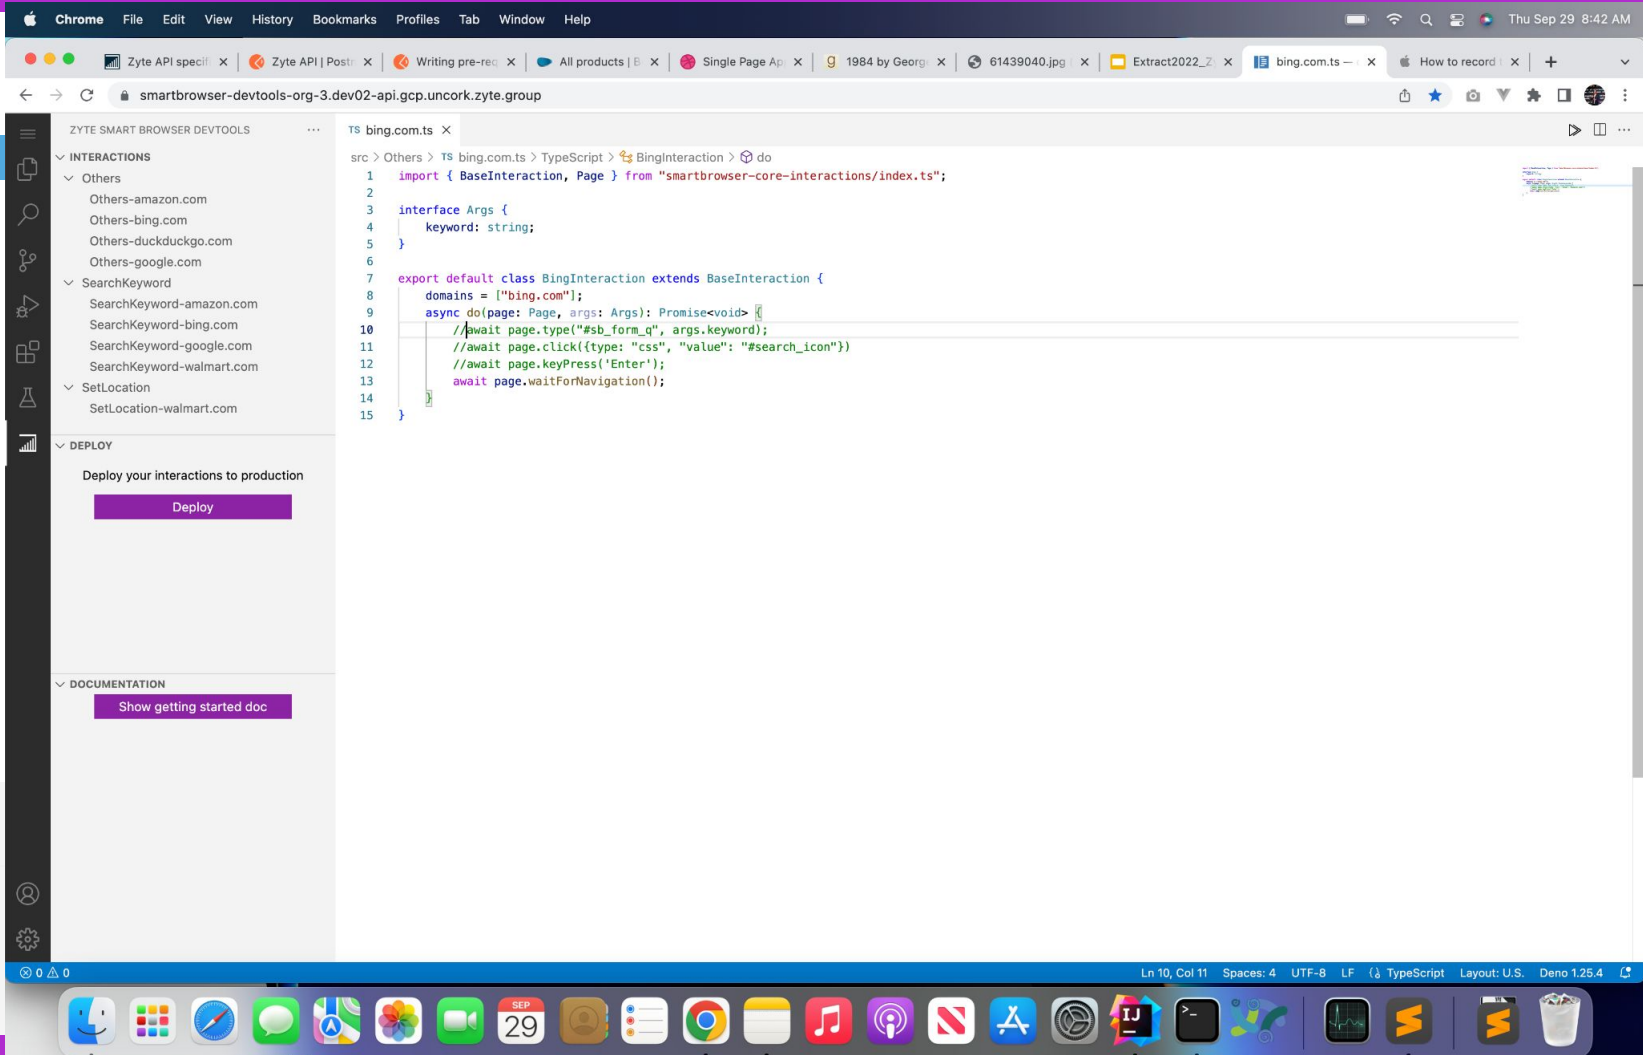 Chrome File Edit View History Bookmarks Profiles Tab Window Help Thu Sep 29 8:42 AM
Zyte API specif Zyte API | Post Writing pre-req All products | B Single Page Ap 1984 by Georg 61439040.jpg Extract2022_Z bing.com.ts — How to record
smartbrowser-devtools-org-3.dev02-api.gcp.uncork.zyte.group
ZYTE SMART BROWSER DEVTOOLS ...
INTERACTIONS
Others
Others-amazon.com
Others-bing.com
Others-duckduckgo.com
Others-google.com
SearchKeyword
SearchKeyword-amazon.com
SearchKeyword-bing.com
SearchKeyword-google.com
SearchKeyword-walmart.com
SetLocation
SetLocation-walmart.com
DEPLOY
Deploy your interactions to production
Deploy
DOCUMENTATION
Show getting started doc
TS bing.com.ts
src > Others > TS bing.com.ts > TypeScript > BingInteraction > do
1 import { BaseInteraction, Page } from "smartbrowser-core-interactions/index.ts";
2
3 interface Args {
4 keyword: string;
5 }
6
7 export default class BingInteraction extends BaseInteraction {
8 domains = ["bing.com"];
9 async do(page: Page, args: Args): Promise<void> {
10 //await page.type("#sb_form_q", args.keyword);
11 //await page.click({type: "css", "value": "#search_icon"})
12 //await page.keyPress('Enter');
13 await page.waitForNavigation();
14 }
15 }
0 0 Ln 10, Col 11 Spaces: 4 UTF-8 LF TypeScript Layout: U.S. Deno 1.25.4
SEP
29
IJ